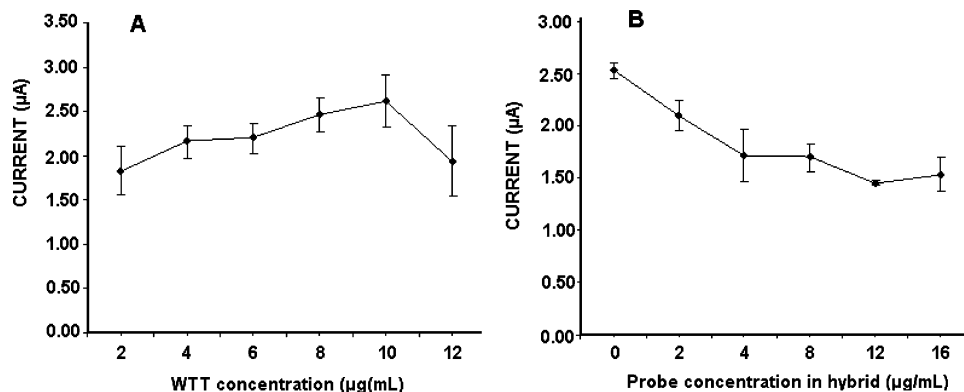 A
CURRENT (µA)
3.50
3.00
2.50
2.00
1.50
1.00
0.50
0.00
2 4 6 8 10 12
WTT concentration (µg(mL)
B
CURRENT (µA)
3.00
2.50
2.00
1.50
1.00
0.50
0.00
0 2 4 8 12 16
Probe concentration in hybrid (µg/mL)